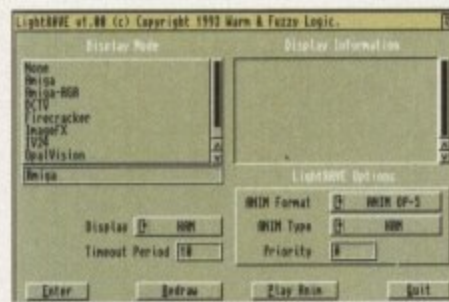 LightRAVE v1.00 (c) Copyright 1993 Warm & Fuzzy Logic.
Display Mode
Display Information
None
Amiga
Amiga-RGB
DCTV
Firecracker
ImageFX
IV24
OpalVision
Amiga
LightRAVE Options
ANIM Format
ANIM OP-5
Display
HAM
ANIM Type
HAM
Timeout Period
10
Priority
0
Enter
Redraw
Play Anim
Quit